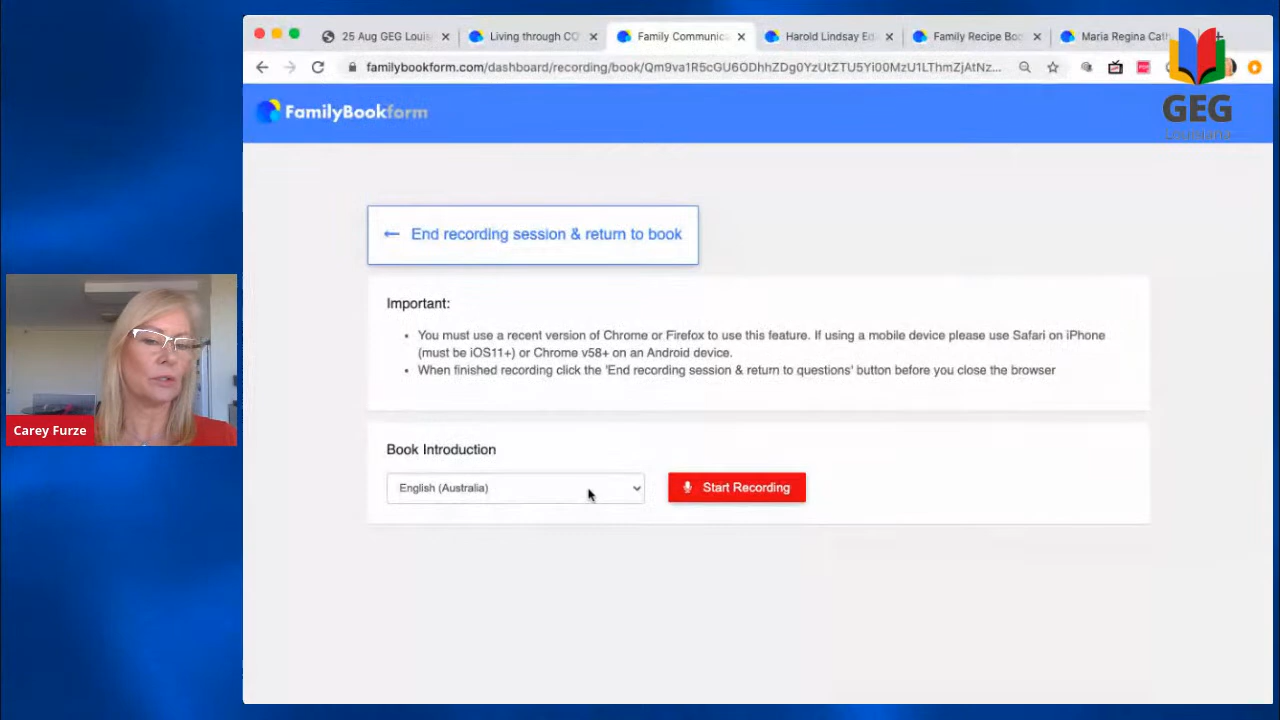 25 Aug GEG Louis
Living through CO
Family Communic
Harold Lindsay Ed
Family Recipe Boo
Maria Regina Cath
familybookform.com/dashboard/recording/book/Qm9va1R5cGU6ODhhZDg0YzUtZTU5Yi00MzU1LThmZjAtNz...
FamilyBookform
GEG
Louisiana
End recording session & return to book
Important:
You must use a recent version of Chrome or Firefox to use this feature. If using a mobile device please use Safari on iPhone
(must be iOS11+) or Chrome v58+ on an Android device.
When finished recording click the 'End recording session & return to questions' button before you close the browser
Book Introduction
English (Australia)
Start Recording
Carey Furze